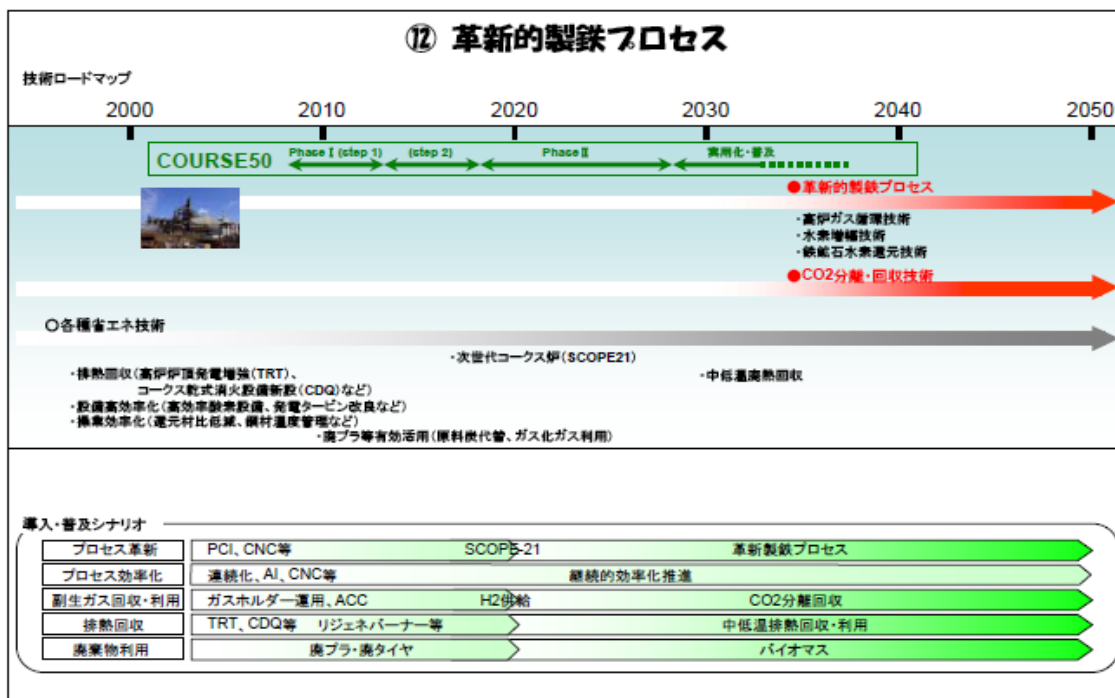 ⑫ 革新的製鉄プロセス
技術ロードマップ
2000 2010 2020 2030 2040 2050
COURSE50 PhaseⅠ(step 1) (step 2) PhaseⅡ 実用化・普及
●革新的製鉄プロセス
・高炉ガス循環技術
・水素増幅技術
・鉄鉱石水素還元技術
●CO2分離・回収技術
○各種省エネ技術
・次世代コークス炉(SCOPE21)
・排熱回収(高炉炉頂発電増強(TRT)、
・中低温廃熱回収
コークス乾式消火設備新設(CDQ)など)
・設備高効率化(高効率酸素設備、発電タービン改良など)
・操業効率化(還元材比低減、鋼材温度管理など)
・廃プラ等有効活用(原料炭代替、ガス化ガス利用)
導入・普及シナリオ
プロセス革新 PCI、CNC等 SCOPE-21 革新製鉄プロセス
プロセス効率化 連続化、AI、CNC等 継続的効率化推進
副生ガス回収・利用 ガスホルダー運用、ACC H2供給 CO2分離回収
排熱回収 TRT、CDQ等 リジェネバーナー等 中低温排熱回収・利用
廃棄物利用 廃プラ・廃タイヤ バイオマス